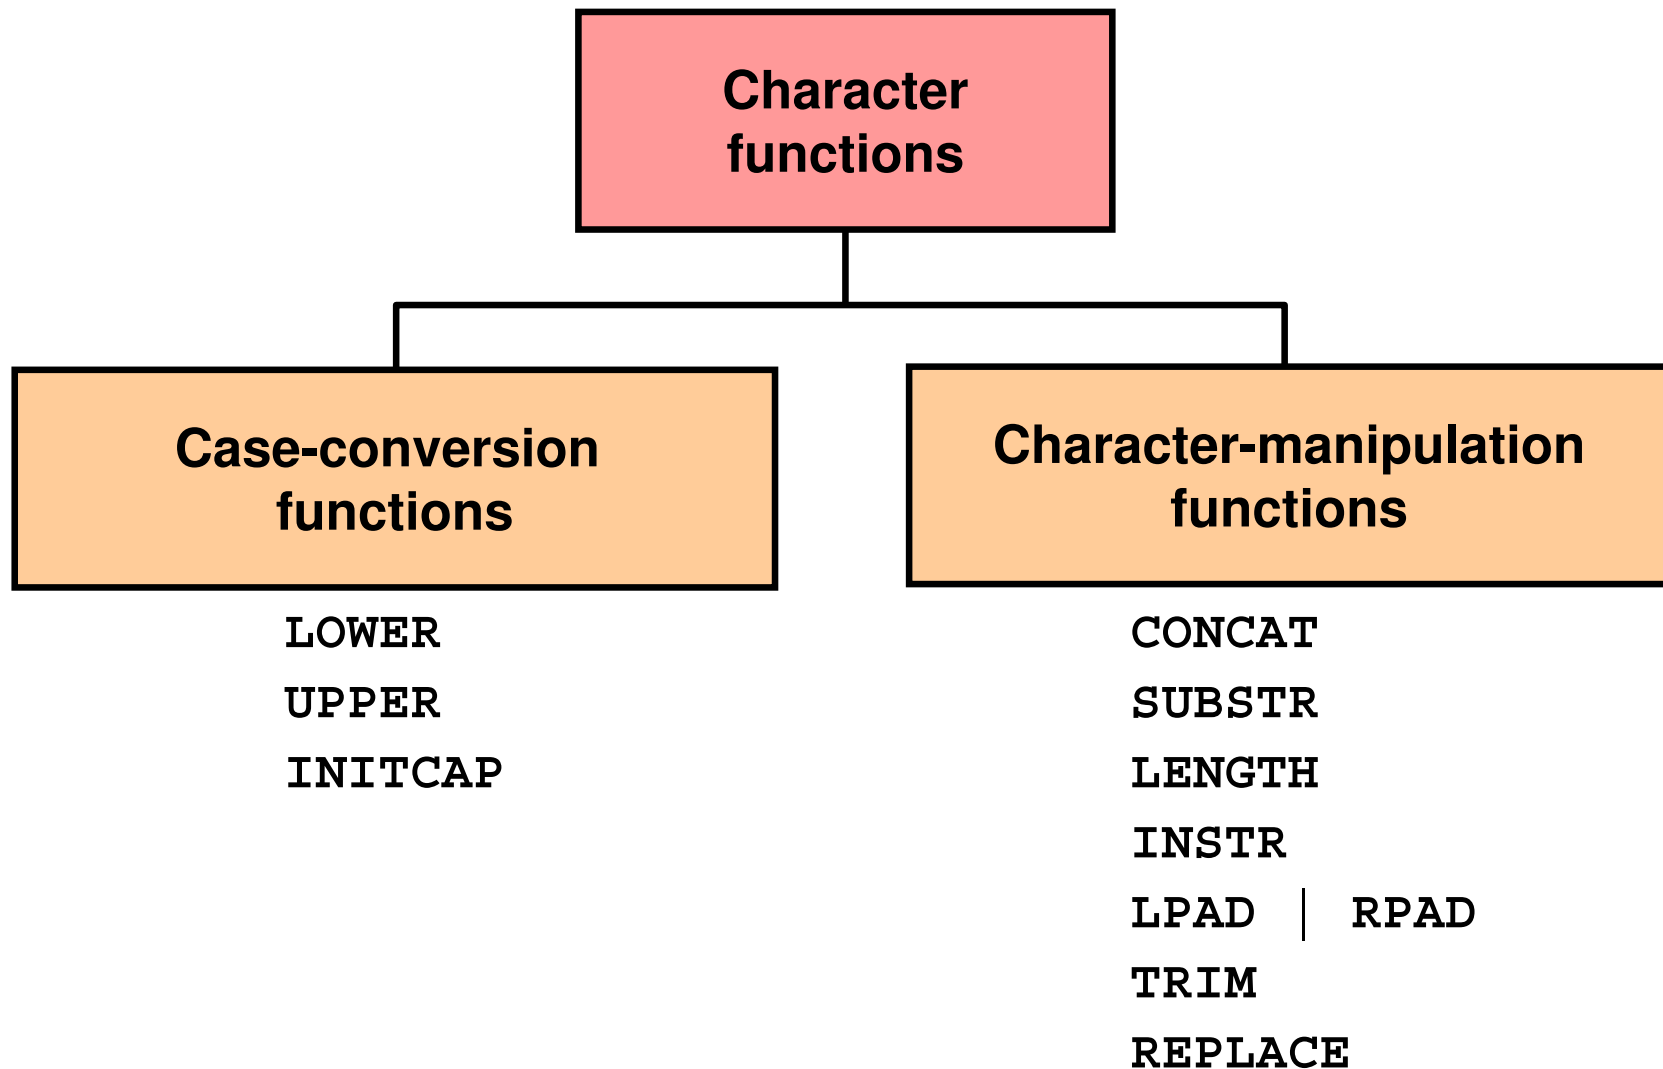 Character
functions
Case-conversion
functions
LOWER
UPPER
INITCAP
Character-manipulation
functions
CONCAT
SUBSTR
LENGTH
INSTR
LPAD | RPAD
TRIM
REPLACE